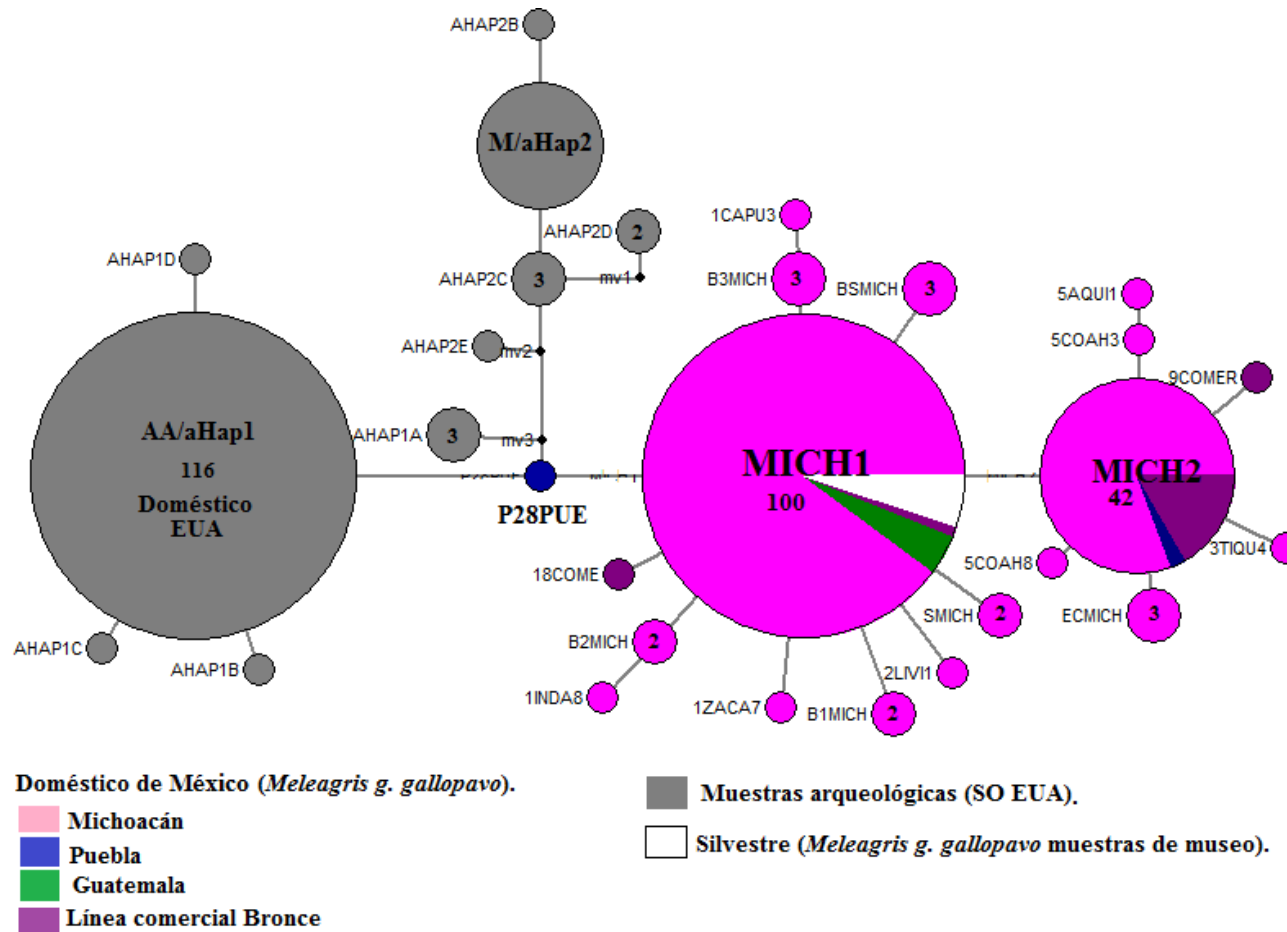 AHAP2B
M/aHap2
AHAP2D
2
AHAP2C
3
mv1
AHAP2E
mv2
AHAP1A
3
mv3
P28PUE
AHAP1D
AA/aHap1
116
Doméstico
EUA
AHAP1C
AHAP1B
1CAPU3
B3MICH
3
BSMICH
3
MICH1
100
18COME
B2MICH
2
1INDA8
1ZACA7
B1MICH
2
2LIVI1
SMICH
2
5AQUI1
5COAH3
9COMER
MICH2
42
3TIQU4
5COAH8
ECMICH
3
Doméstico de México (Meleagris g. gallopavo).
Michoacán
Puebla
Guatemala
Línea comercial Bronce
Muestras arqueológicas (SO EUA).
Silvestre (Meleagris g. gallopavo muestras de museo).